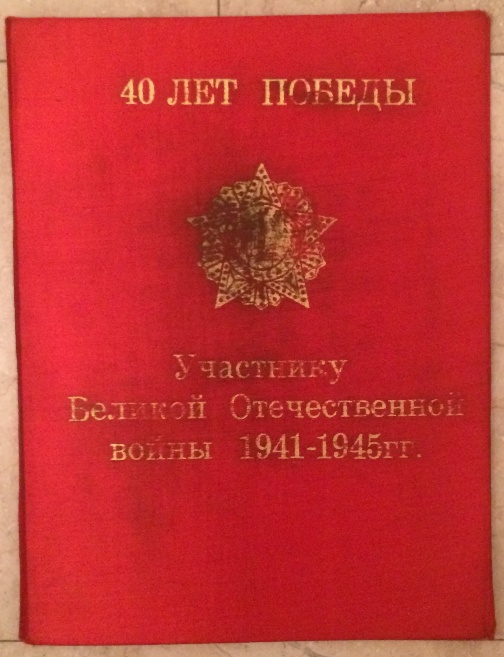 40 ЛЕТ ПОБЕДЫ
Участнику
Великой Отечественной
войны 1941-1945гг.